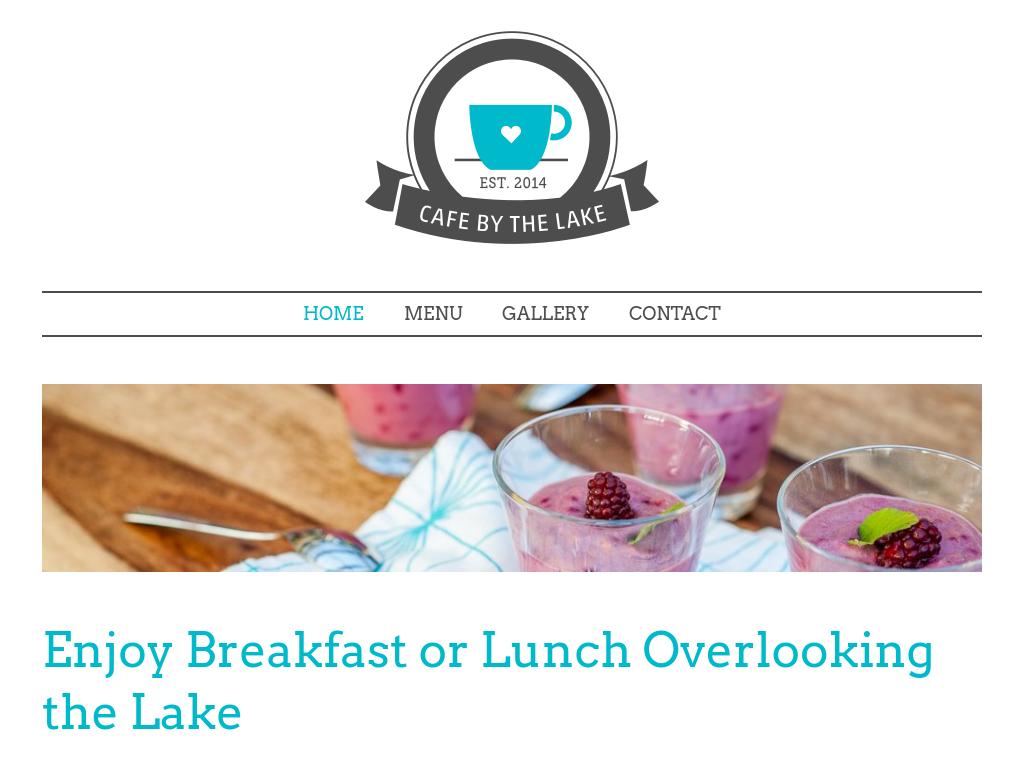 EST. 2014
CAFE BY THE LAKE
HOME MENU GALLERY CONTACT
Enjoy Breakfast or Lunch Overlooking
the Lake